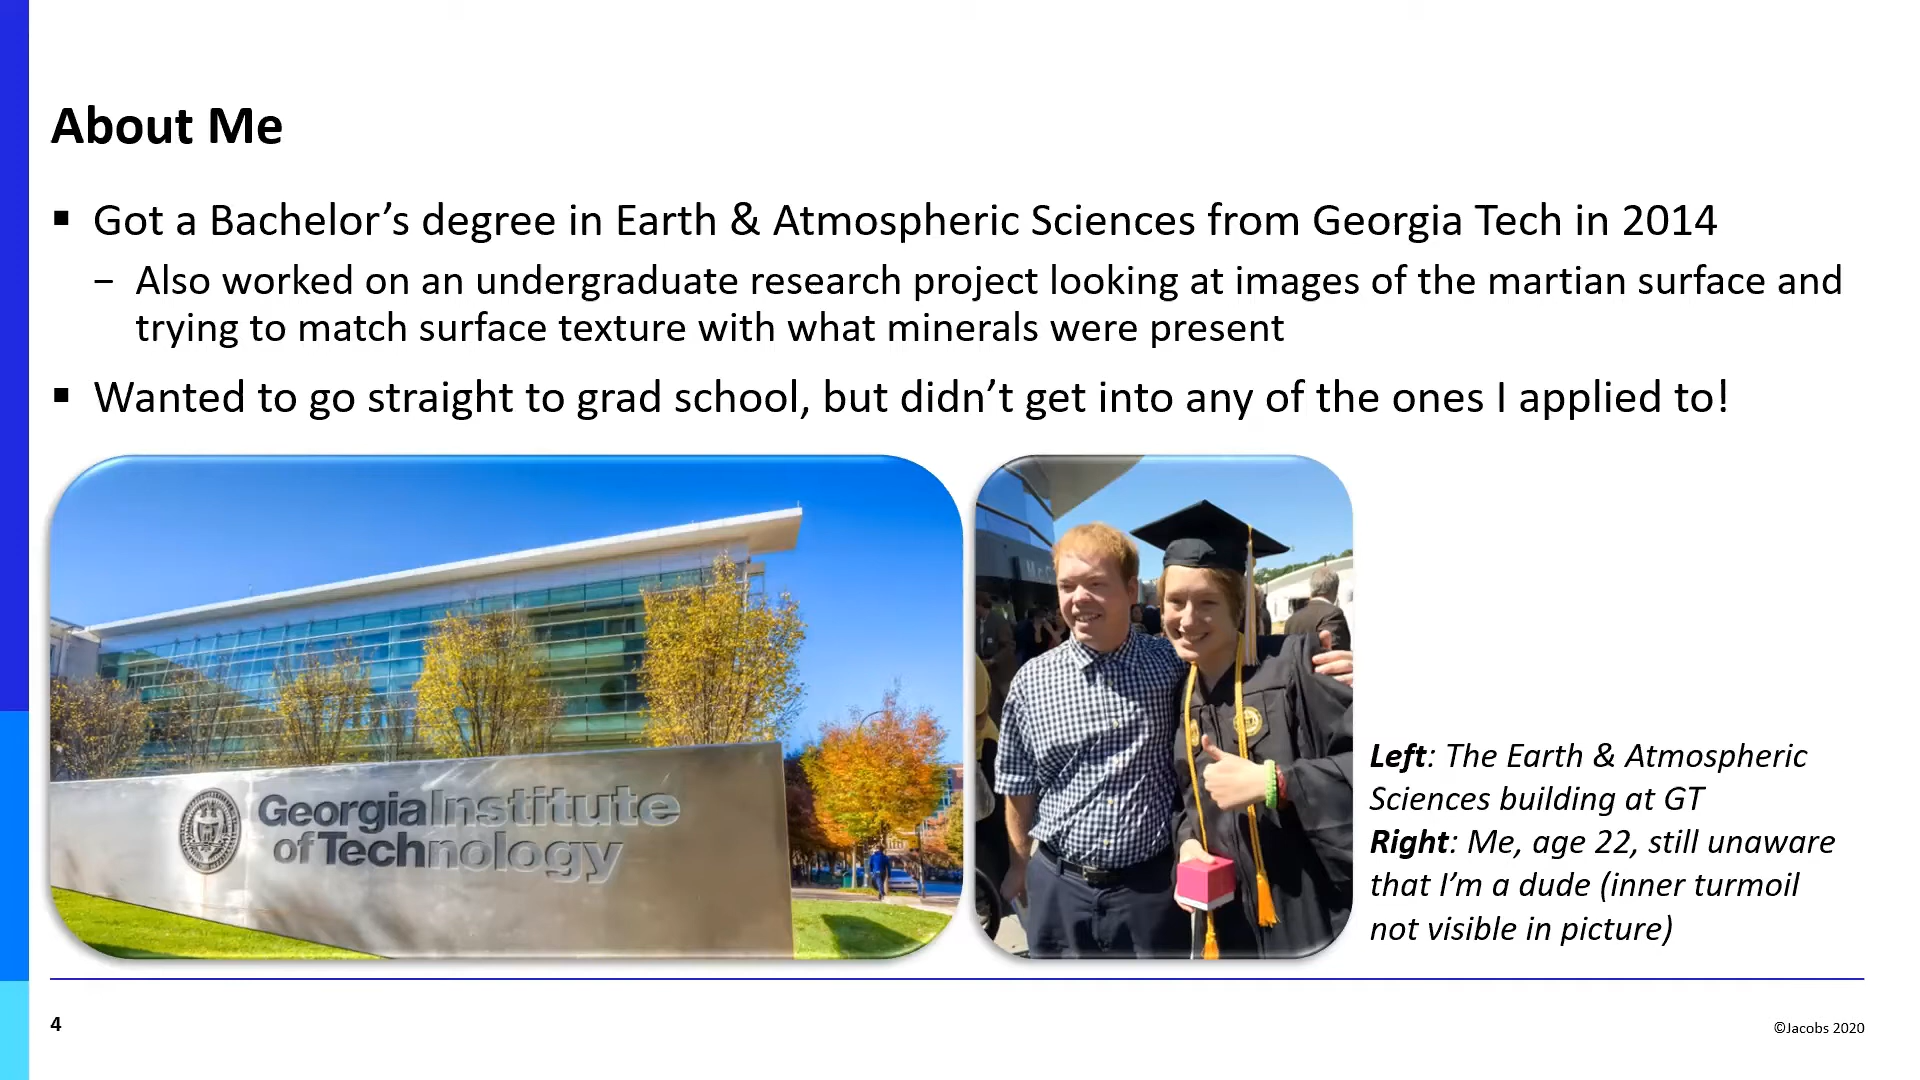 About Me
▪ Got a Bachelor’s degree in Earth & Atmospheric Sciences from Georgia Tech in 2014
– Also worked on an undergraduate research project looking at images of the martian surface and
trying to match surface texture with what minerals were present
▪ Wanted to go straight to grad school, but didn’t get into any of the ones I applied to!
Georgia Institute
of Technology
Left: The Earth & Atmospheric
Sciences building at GT
Right: Me, age 22, still unaware
that I’m a dude (inner turmoil
not visible in picture)
4
©Jacobs 2020